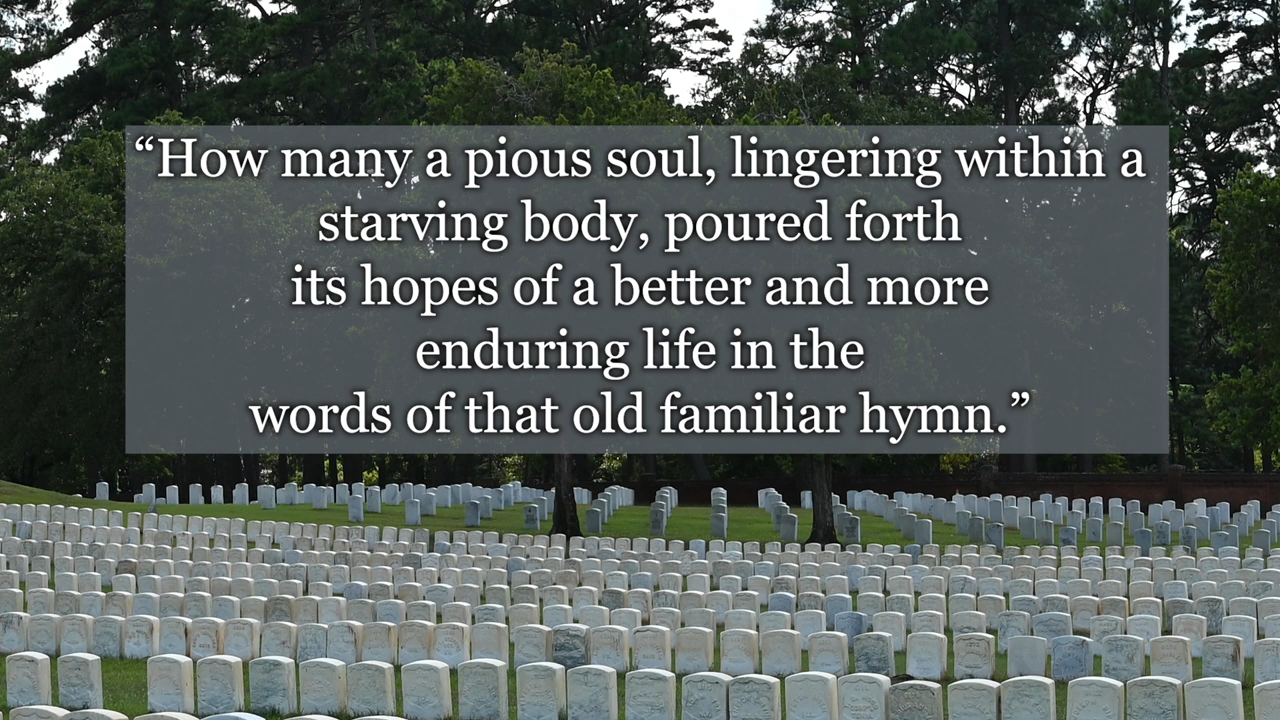 “How many a pious soul, lingering within a
starving body, poured forth
its hopes of a better and more
enduring life in the
words of that old familiar hymn.”